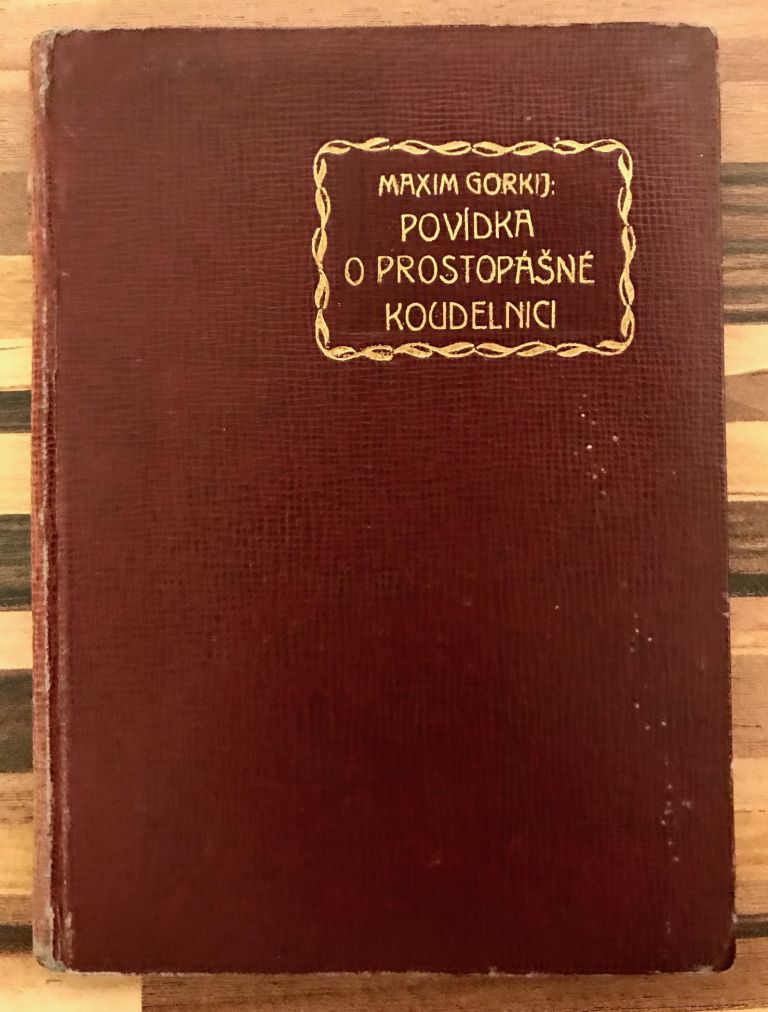 MAXIM GORKIJ:
POVÍDKA
O PROSTOPÁŠNÉ
KOUDELNICI